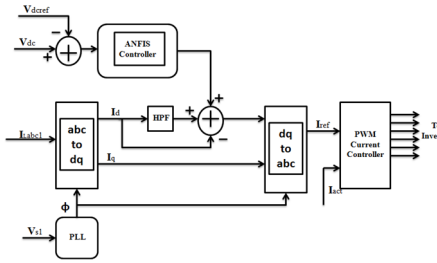 Vdcref
−
Vdc
+
ANFIS
Controller
+
ILabc1
abc
to
dq
Id
HPF
+
−
Iq
dq
to
abc
Iref
PWM
Current
Controller
Iact
ϕ
Vs1
PLL